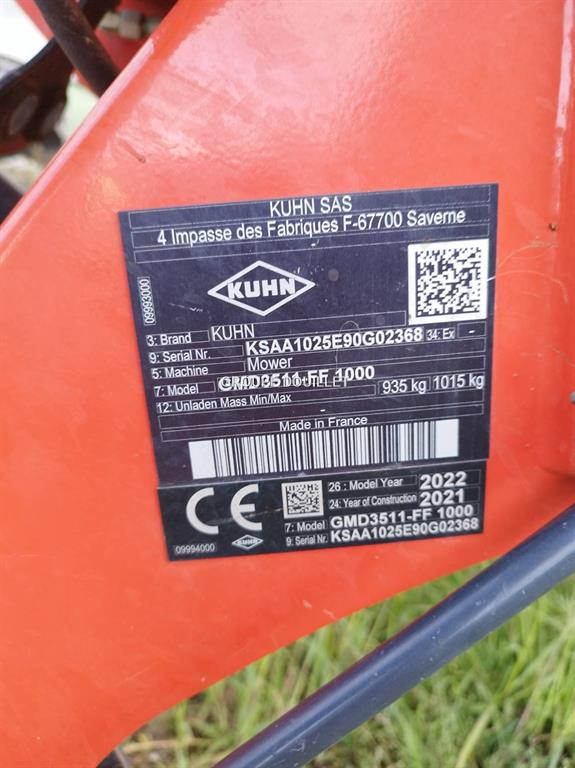 KUHN SAS
4 Impasse des Fabriques F-67700 Saverne
09993000
KUHN
3: Brand KUHN
9: Serial Nr. KSAA1025E90G02368 34: Ex -
5: Machine Mower
7: Model GMD3511-FF 1000
12: Unladen Mass Min/Max 935 kg 1015 kg
Made in France
CE
26 : Model Year 2022
24: Year of Construction 2021
7: Model GMD3511-FF 1000
9: Serial Nr. KSAA1025E90G02368
09994000
KUHN